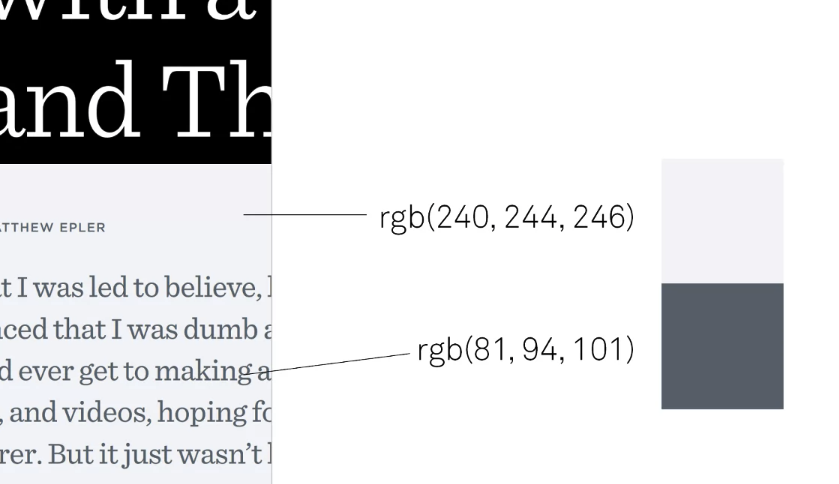 with a
and Th
ATTHEW EPLER
t I was led to believe,
nced that I was dumb a
d ever get to making a
, and videos, hoping fo
rer. But it just wasn't
rgb(240, 244, 246)
rgb(81, 94, 101)